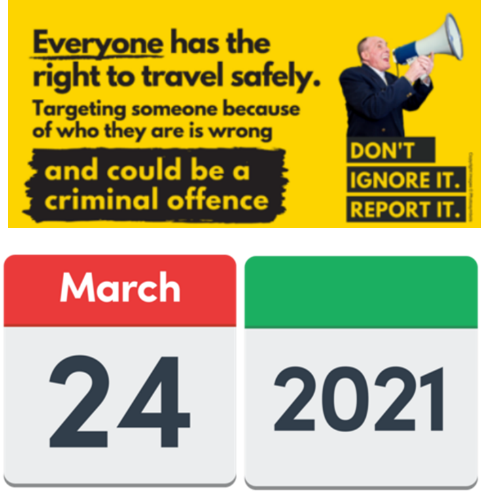 Everyone has the
right to travel safely.
Targeting someone because
of who they are is wrong
and could be a
criminal offence
DON'T
IGNORE IT.
REPORT IT.
March
24
2021